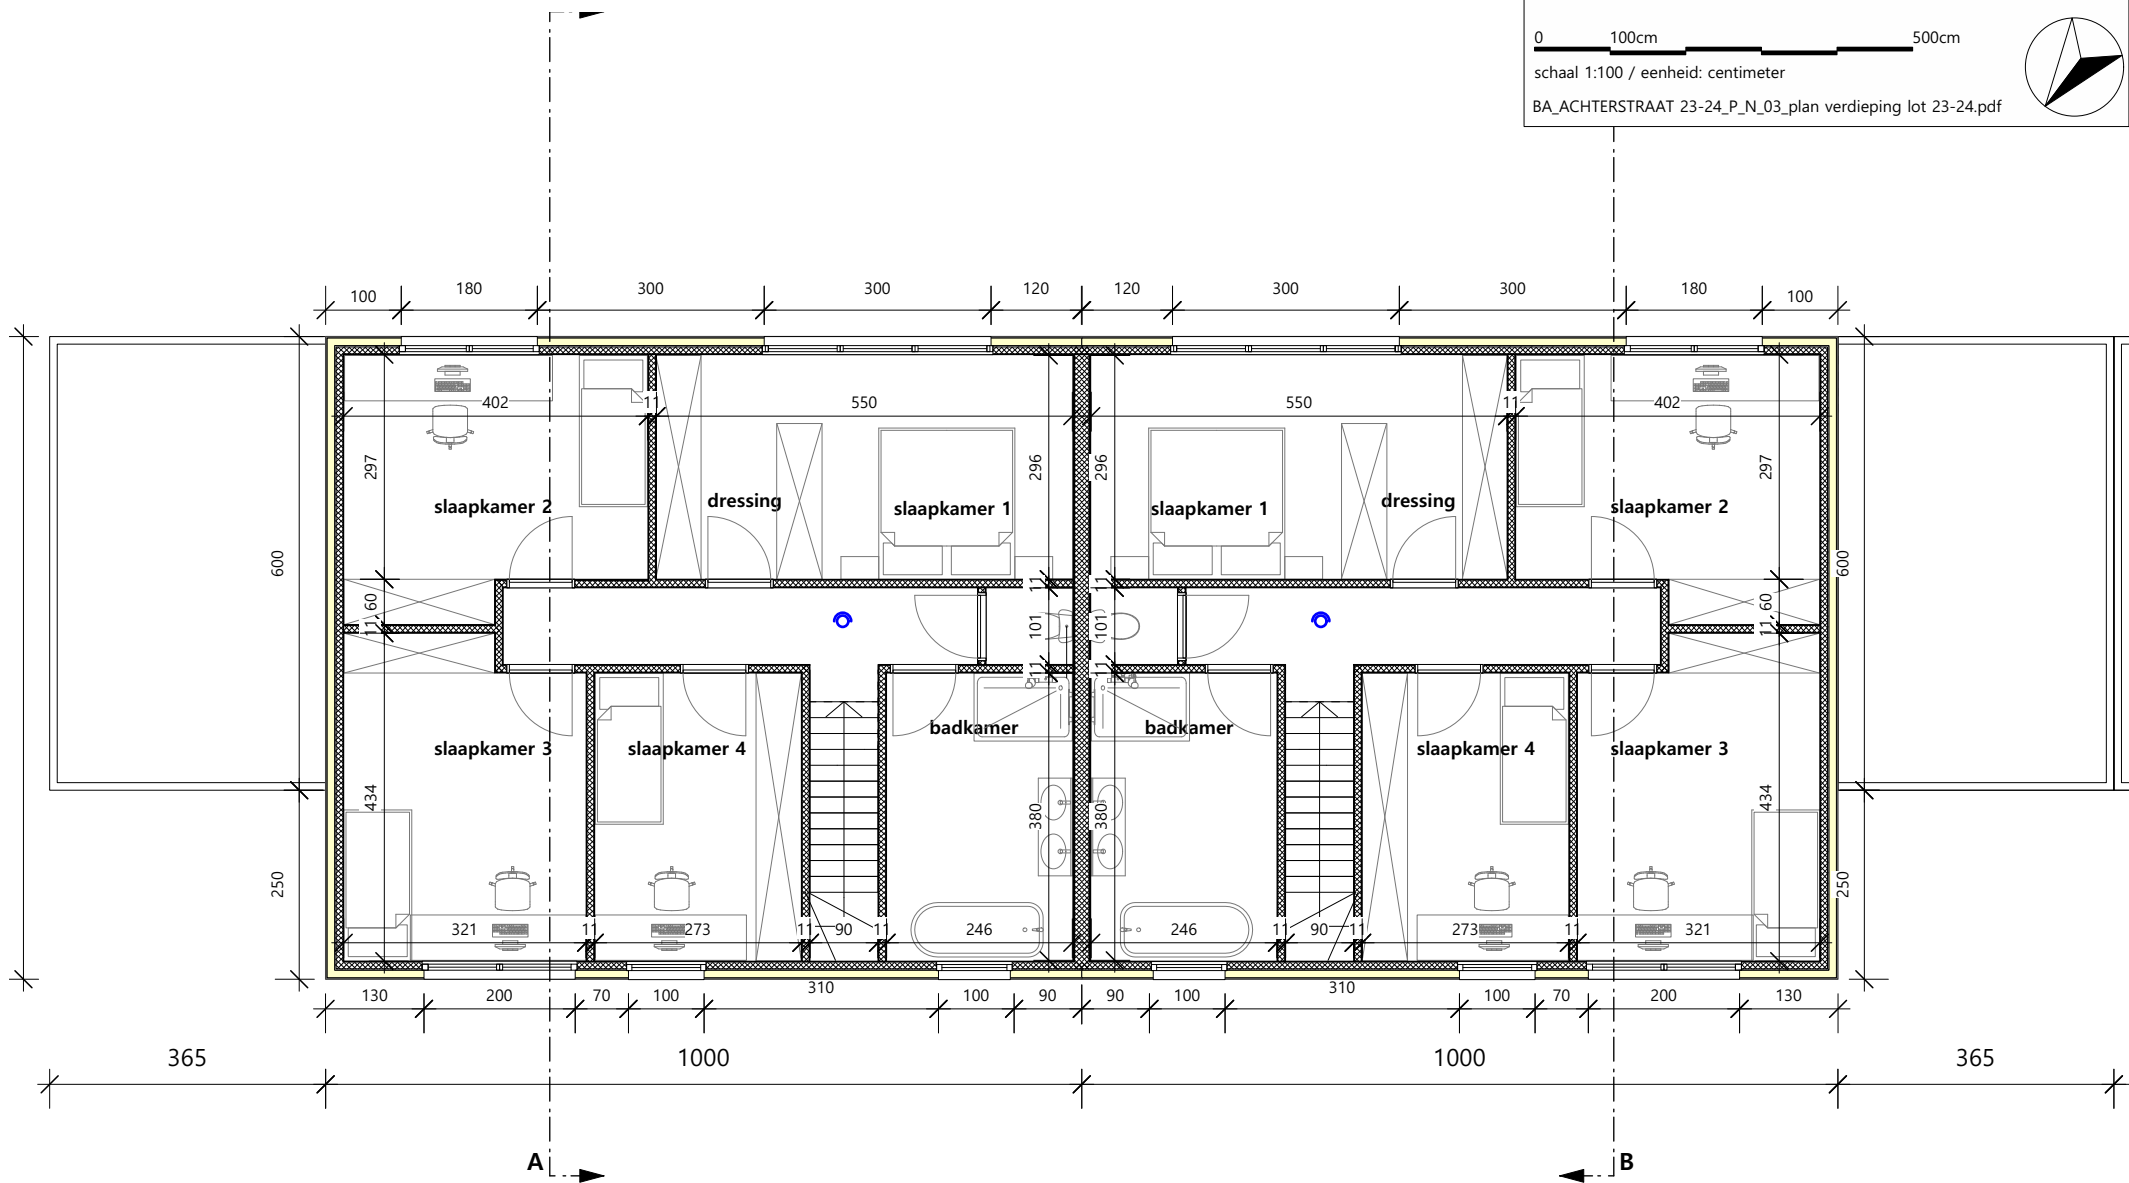 0 100cm 500cm
schaal 1:100 / eenheid: centimeter
BA_ACHTERSTRAAT 23-24_P_N_03_plan verdieping lot 23-24.pdf
100 180 300 300 120 120 300 300 180 100
402 11 550 550 11 402
297 296 296 297
slaapkamer 2 dressing slaapkamer 1 slaapkamer 1 dressing slaapkamer 2
600 600
11 11
60 60
11 101 101 11
11 11
badkamer badkamer
slaapkamer 3 slaapkamer 4 slaapkamer 4 slaapkamer 3
434 380 380 434
250 250
321 11 273 11 90 11 246 246 11 90 11 273 11 321
130 200 70 100 310 100 90 90 100 310 100 70 200 130
365 1000 1000 365
A B